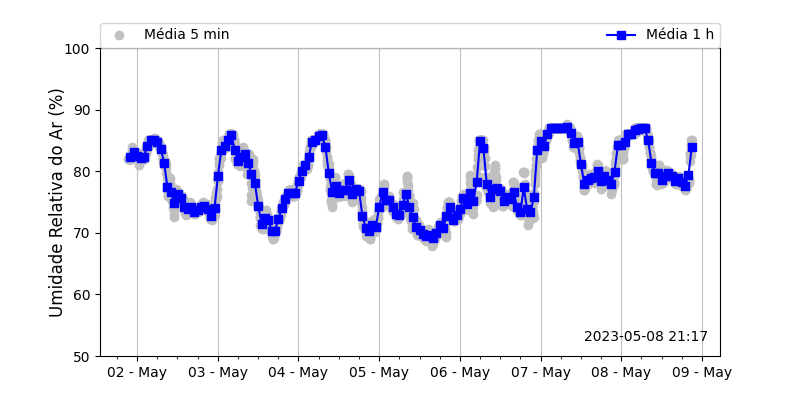 Média 5 min
Média 1 h
Umidade Relativa do Ar (%)
100
90
80
70
60
50
2023-05-08 21:17
02 - May
03 - May
04 - May
05 - May
06 - May
07 - May
08 - May
09 - May